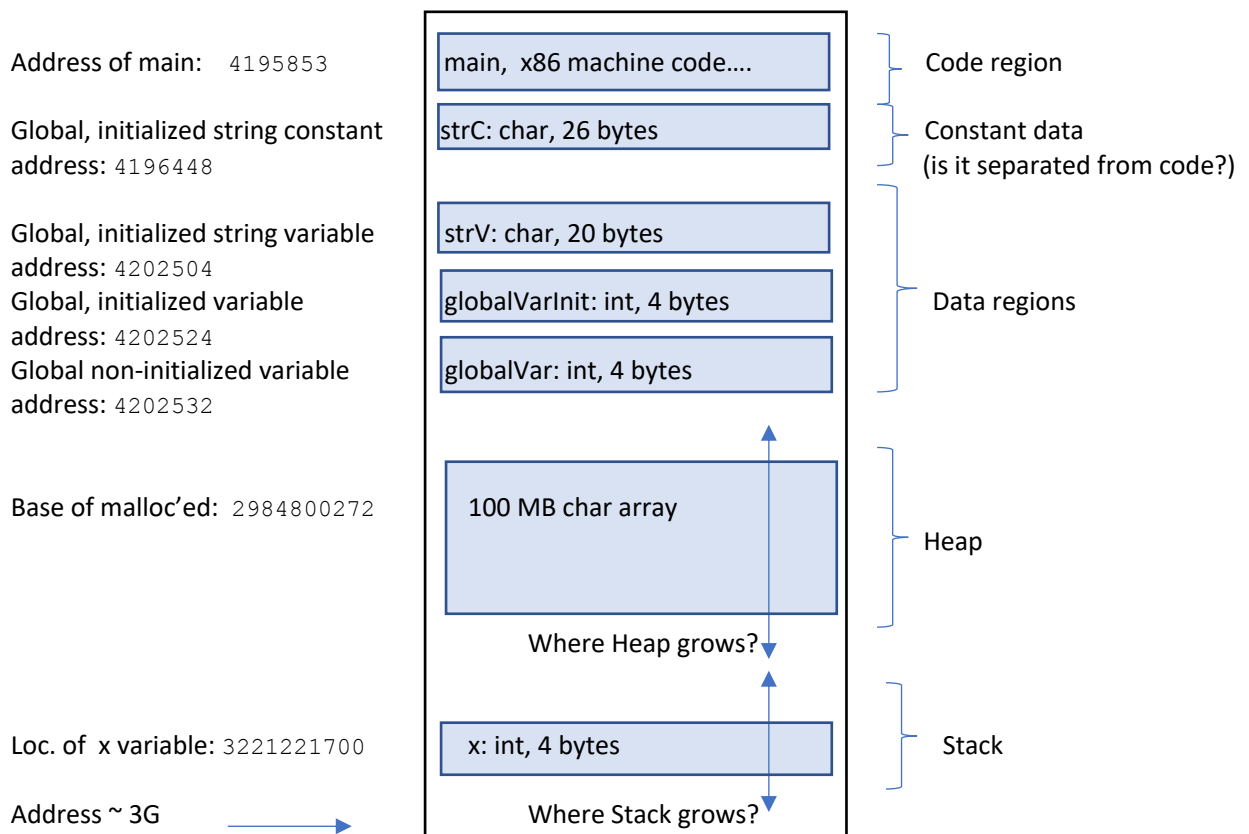 Address of main: 4195853
main, x86 machine code....
Code region
Global, initialized string constant
address: 4196448
strC: char, 26 bytes
Constant data
(is it separated from code?)
Global, initialized string variable
address: 4202504
strV: char, 20 bytes
Global, initialized variable
address: 4202524
globalVarInit: int, 4 bytes
Data regions
Global non-initialized variable
address: 4202532
globalVar: int, 4 bytes
Base of malloc’ed: 2984800272
100 MB char array
Heap
Where Heap grows?
Loc. of x variable: 3221221700
x: int, 4 bytes
Stack
Address ~ 3G
Where Stack grows?